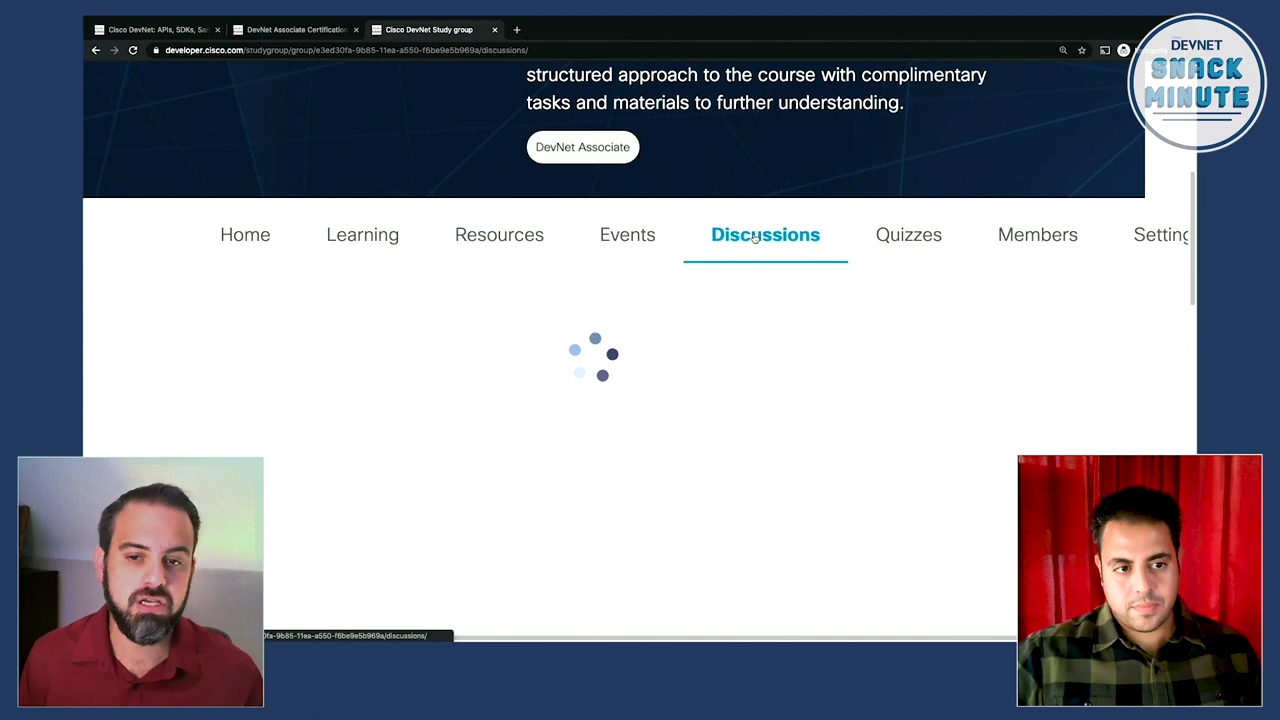 Cisco DevNet: APIs, SDKs, Sa
DevNet Associate Certification
Cisco DevNet Study group
developer.cisco.com/studygroup/group/e3ed30fa-9b85-11ea-a550-f6be9e5b969a/discussions/
DEVNET
SNACK
MINUTE
structured approach to the course with complimentary
tasks and materials to further understanding.
DevNet Associate
Home
Learning
Resources
Events
Discussions
Quizzes
Members
Setting
0fa-9b85-11ea-a550-f6be9e5b969a/discussions/